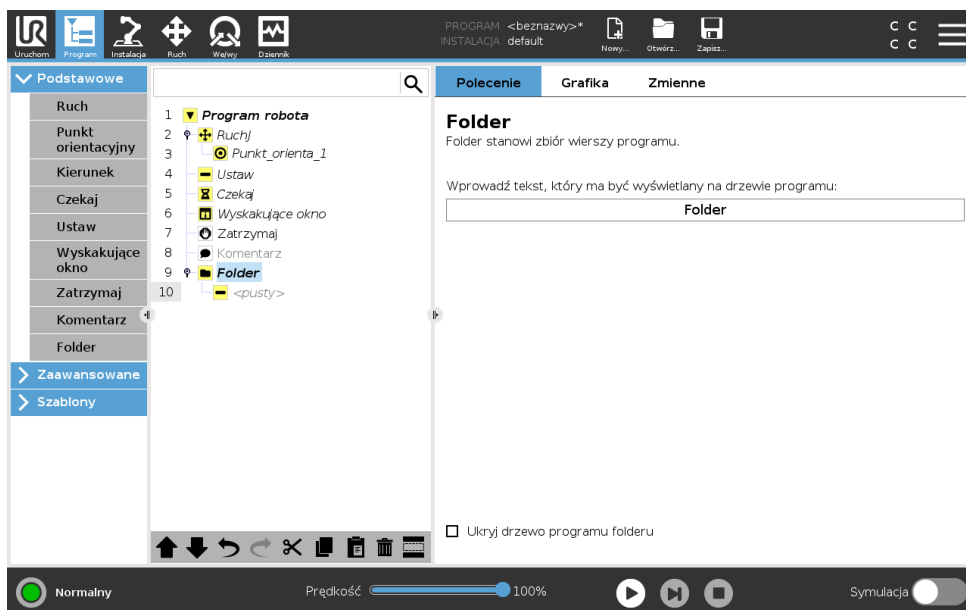 PROGRAM <beznazwy>*
INSTALACJA default
Uruchom Program Instalacja Ruch We/wy Dziennik Nowy... Otwórz... Zapisz...
C C
C C
Podstawowe
Ruch
Punkt
orientacyjny
Kierunek
Czekaj
Ustaw
Wyskakujące
okno
Zatrzymaj
Komentarz
Folder
Zaawansowane
Szablony
1 Program robota
2 RuchJ
3 Punkt_orienta_1
4 Ustaw
5 Czekaj
6 Wyskakujące okno
7 Zatrzymaj
8 Komentarz
9 Folder
10 <pusty>
Polecenie Grafika Zmienne
Folder
Folder stanowi zbiór wierszy programu.
Wprowadź tekst, który ma być wyświetlany na drzewie programu:
Folder
Ukryj drzewo programu folderu
Normalny Prędkość 100% Symulacja